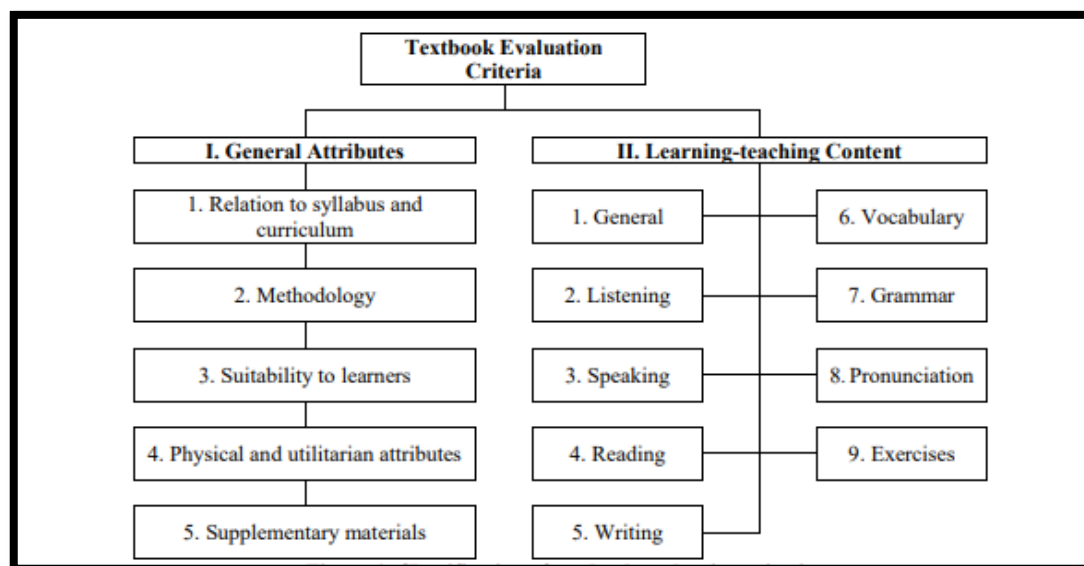 Textbook Evaluation
Criteria
I. General Attributes
II. Learning-teaching Content
1. Relation to syllabus and
curriculum
2. Methodology
3. Suitability to learners
4. Physical and utilitarian attributes
5. Supplementary materials
1. General
2. Listening
3. Speaking
4. Reading
5. Writing
6. Vocabulary
7. Grammar
8. Pronunciation
9. Exercises